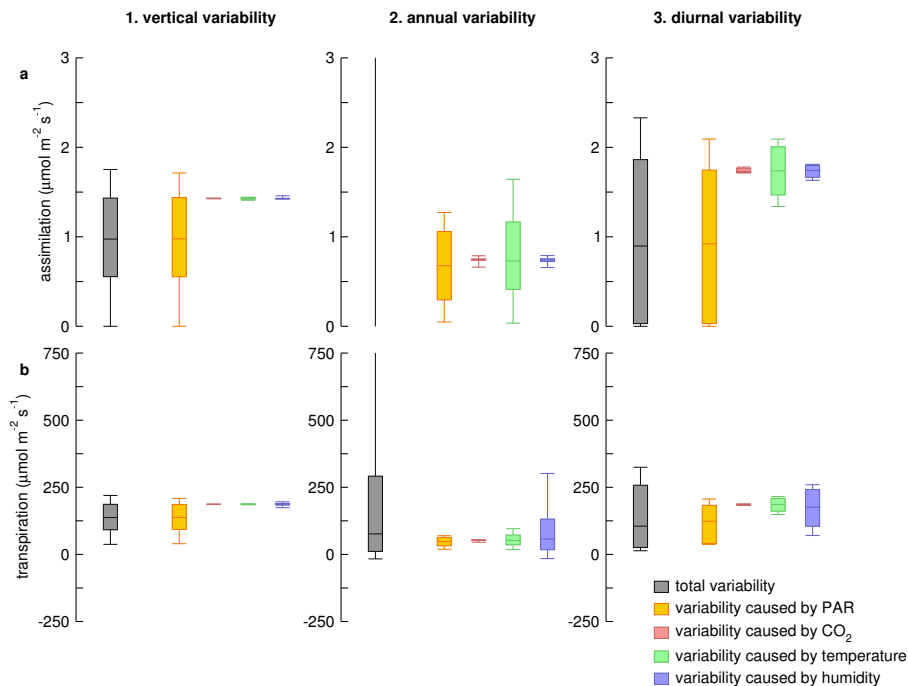 1. vertical variability
2. annual variability
3. diurnal variability
a
assimilation (µmol m⁻² s⁻¹)
3
2
1
0
3
2
1
0
3
2
1
0
b
transpiration (µmol m⁻² s⁻¹)
750
500
250
0
-250
750
500
250
0
-250
750
500
250
0
-250
total variability
variability caused by PAR
variability caused by CO₂
variability caused by temperature
variability caused by humidity